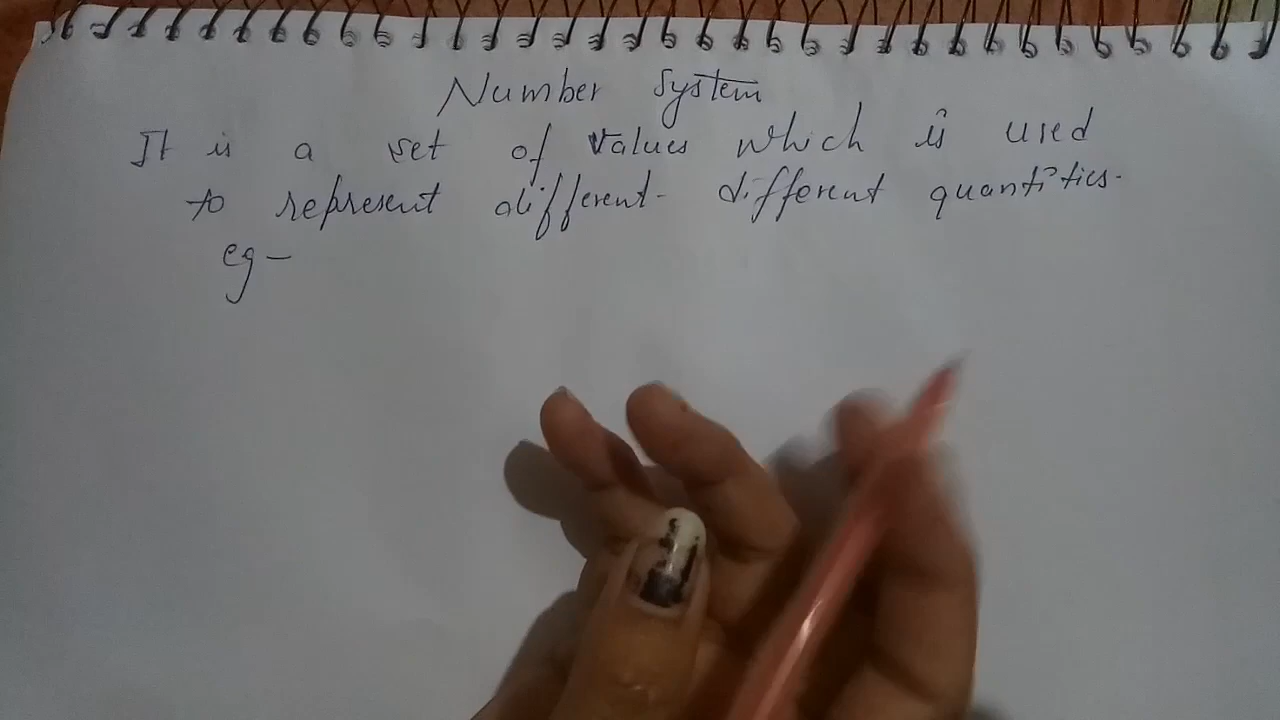 Number System
It is a set of values which is used
to represent different- different quantities.
eg-